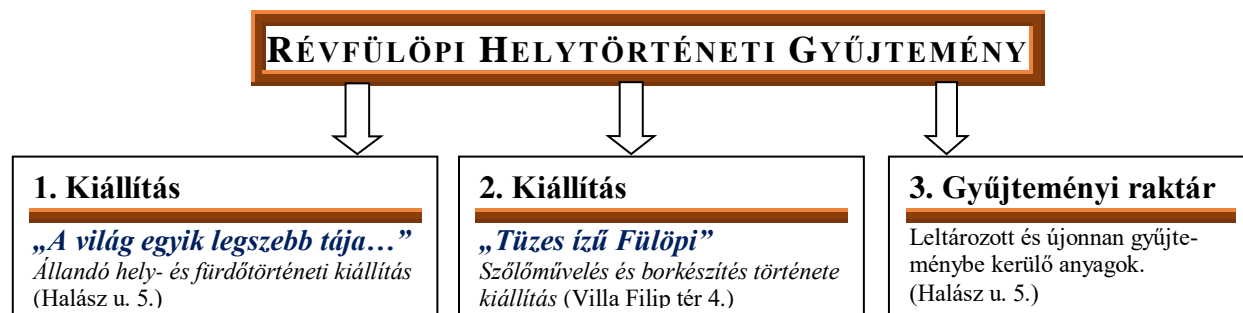 RÉVFÜLÖPI HELYTÖRTÉNETI GYŰJTEMÉNY
1. Kiállítás
„A világ egyik legszebb tája…”
Állandó hely- és fürdőtörténeti kiállítás
(Halász u. 5.)
2. Kiállítás
„Tüzes ízű Fülöpi”
Szőlőművelés és borkészítés története
kiállítás (Villa Filip tér 4.)
3. Gyűjteményi raktár
Leltározott és újonnan gyűjte-
ménybe kerülő anyagok.
(Halász u. 5.)